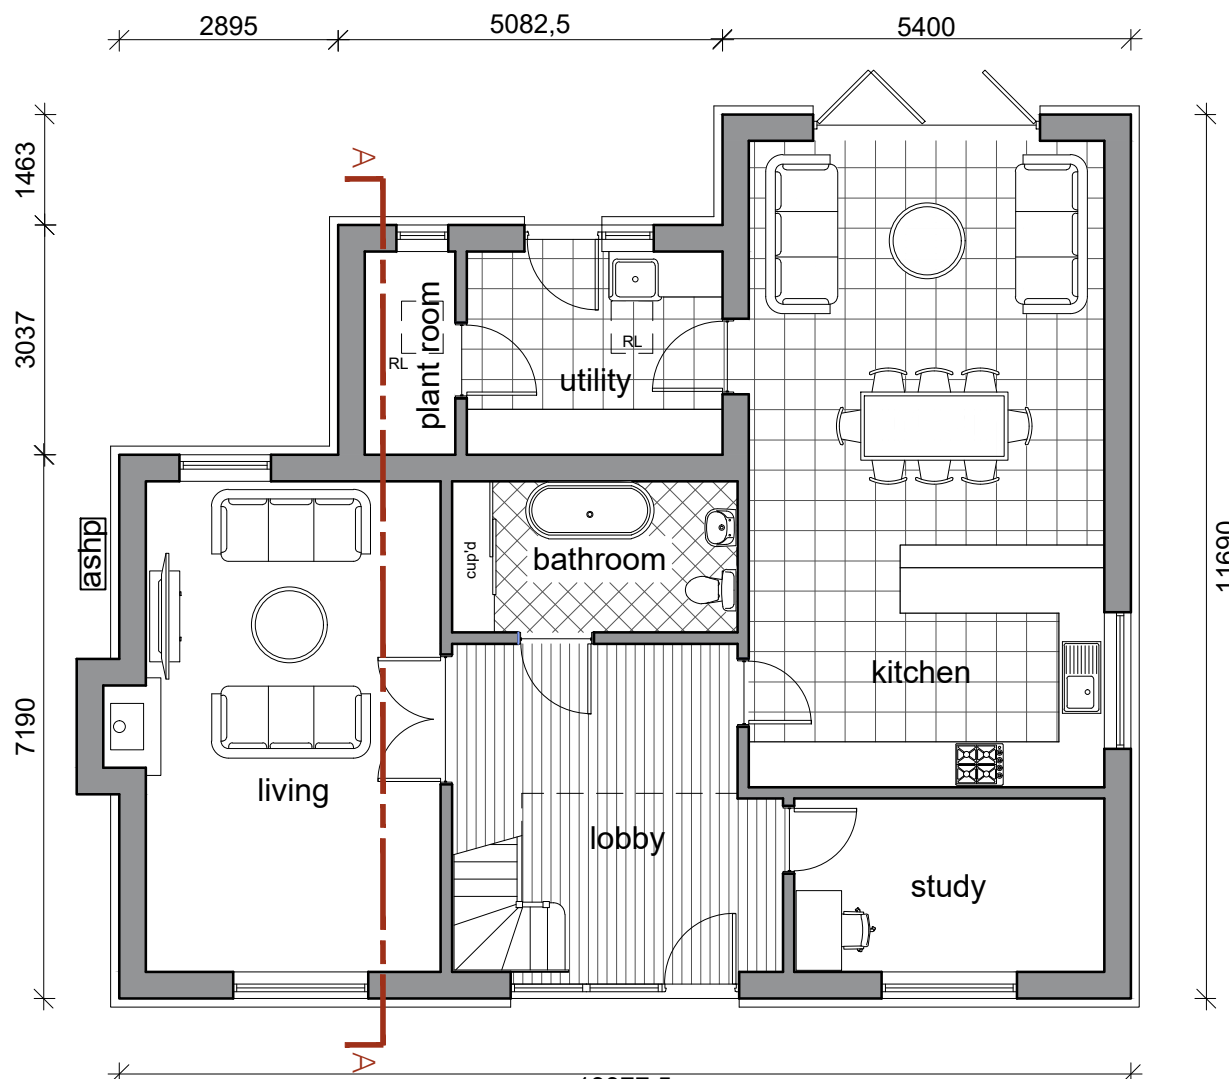 2895
5082,5
5400
1463
A
3037
plant room
RL
RL
utility
ashp
cup'd
bathroom
11690
kitchen
7190
living
lobby
study
A